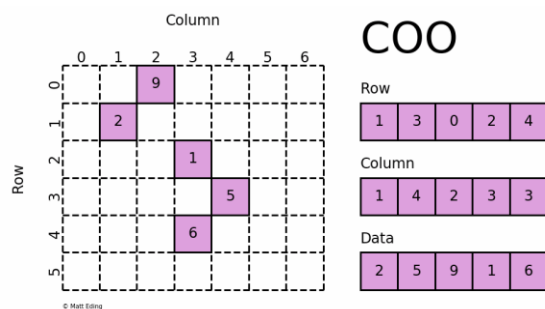 Column
COO
0 1 2 3 4 5 6
Row
0
9
Row
1
2
1 3 0 2 4
2
1
Column
3
5
1 4 2 3 3
4
6
Data
5
2 5 9 1 6
© Matt Eding